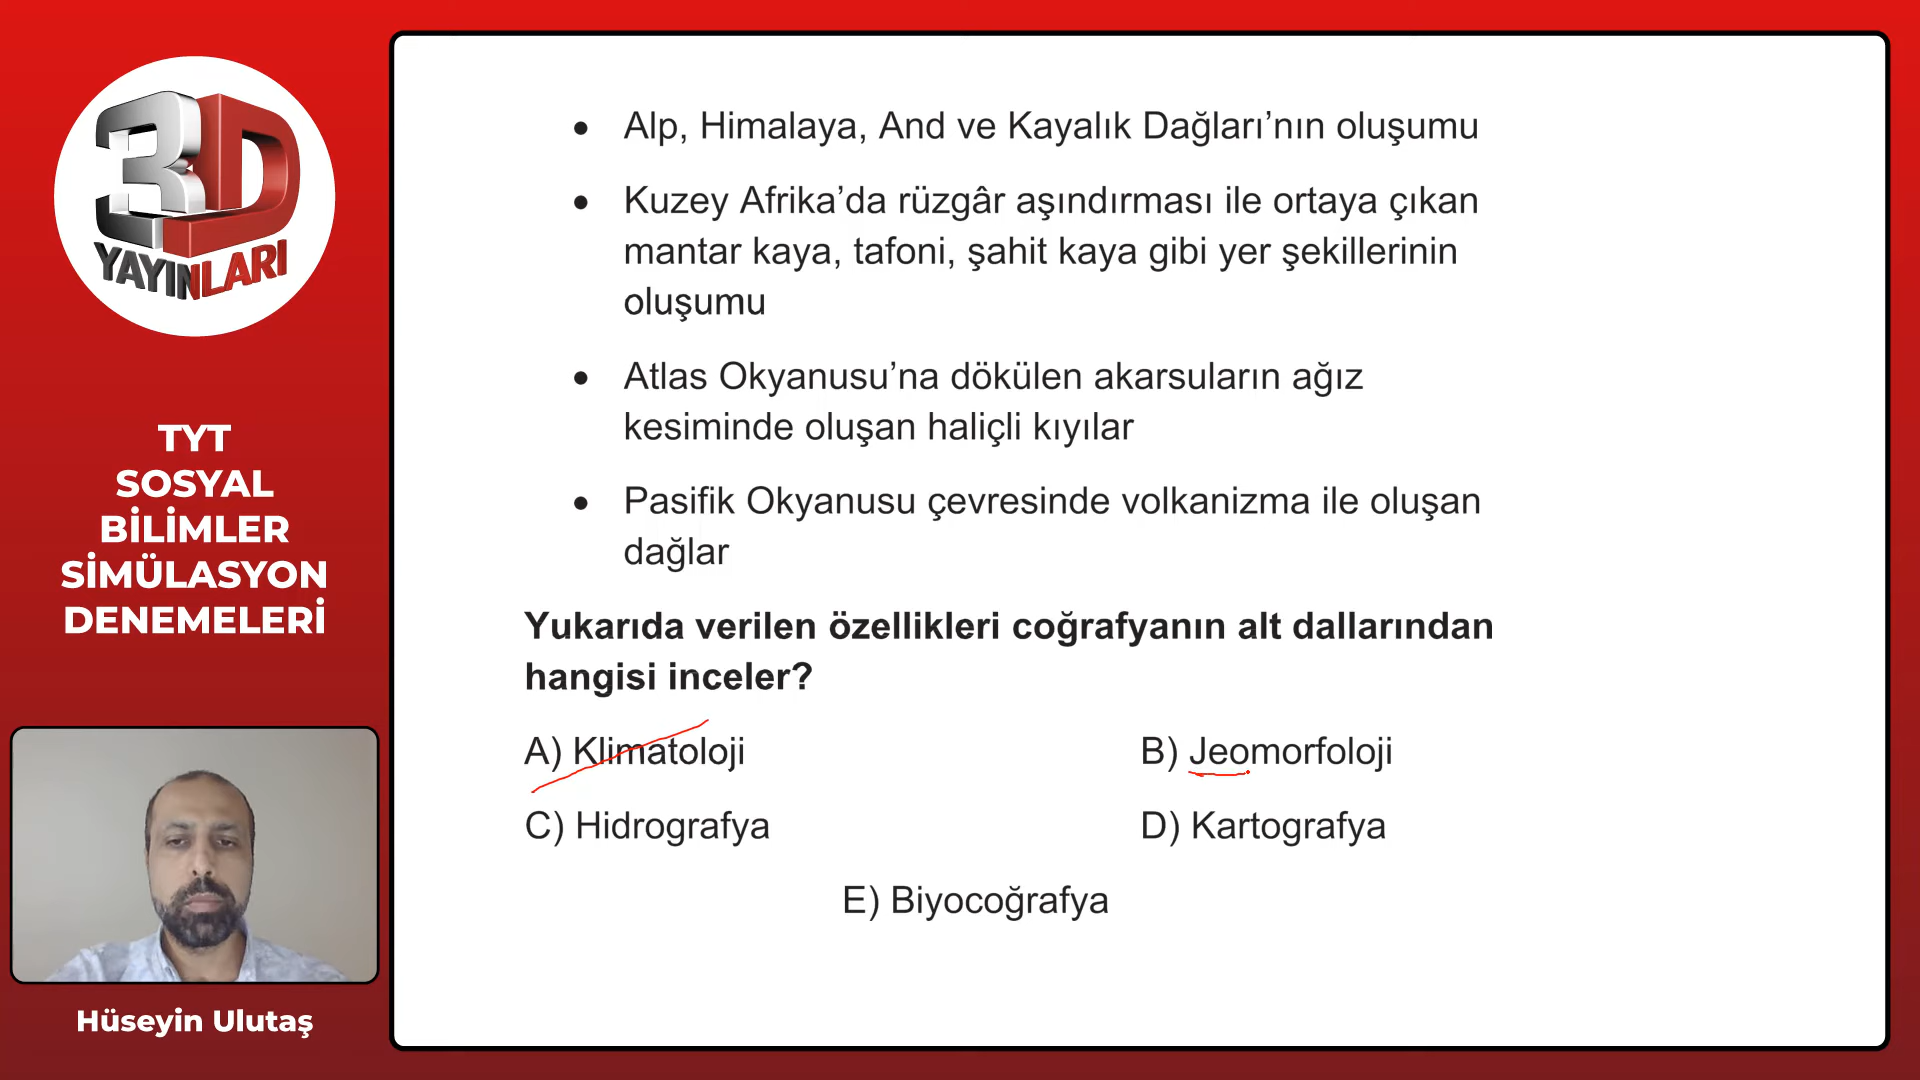 3D
YAYINLARI
TYT
SOSYAL
BİLİMLER
SİMÜLASYON
DENEMELERİ
Hüseyin Ulutaş
• Alp, Himalaya, And ve Kayalık Dağları’nın oluşumu
• Kuzey Afrika’da rüzgâr aşındırması ile ortaya çıkan
mantar kaya, tafoni, şahit kaya gibi yer şekillerinin
oluşumu
• Atlas Okyanusu’na dökülen akarsuların ağız
kesiminde oluşan haliçli kıyılar
• Pasifik Okyanusu çevresinde volkanizma ile oluşan
dağlar
Yukarıda verilen özellikleri coğrafyanın alt dallarından
hangisi inceler?
A) Klimatoloji B) Jeomorfoloji
C) Hidrografya D) Kartografya
E) Biyocoğrafya